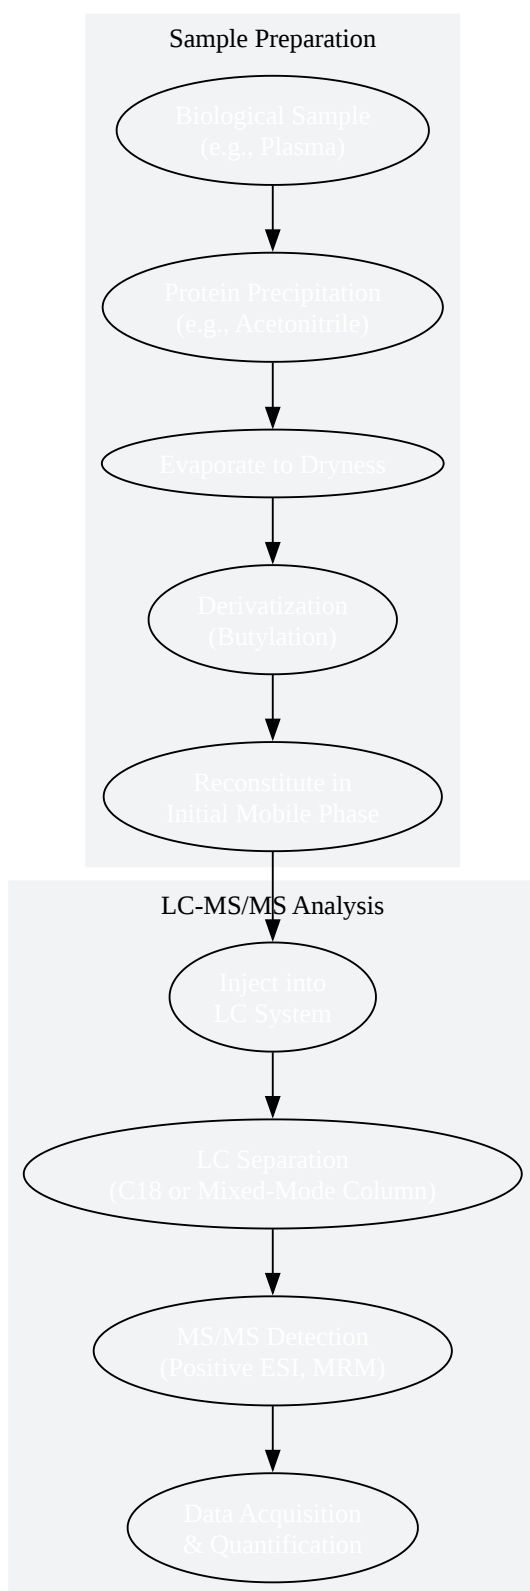 Sample Preparation
Biological Sample
(e.g., Plasma)
Protein Precipitation
(e.g., Acetonitrile)
Evaporate to Dryness
Derivatization
(Butylation)
Reconstitute in
Initial Mobile Phase
LC-MS/MS Analysis
Inject into
LC System
LC Separation
(C18 or Mixed-Mode Column)
MS/MS Detection
(Positive ESI, MRM)
Data Acquisition
& Quantification